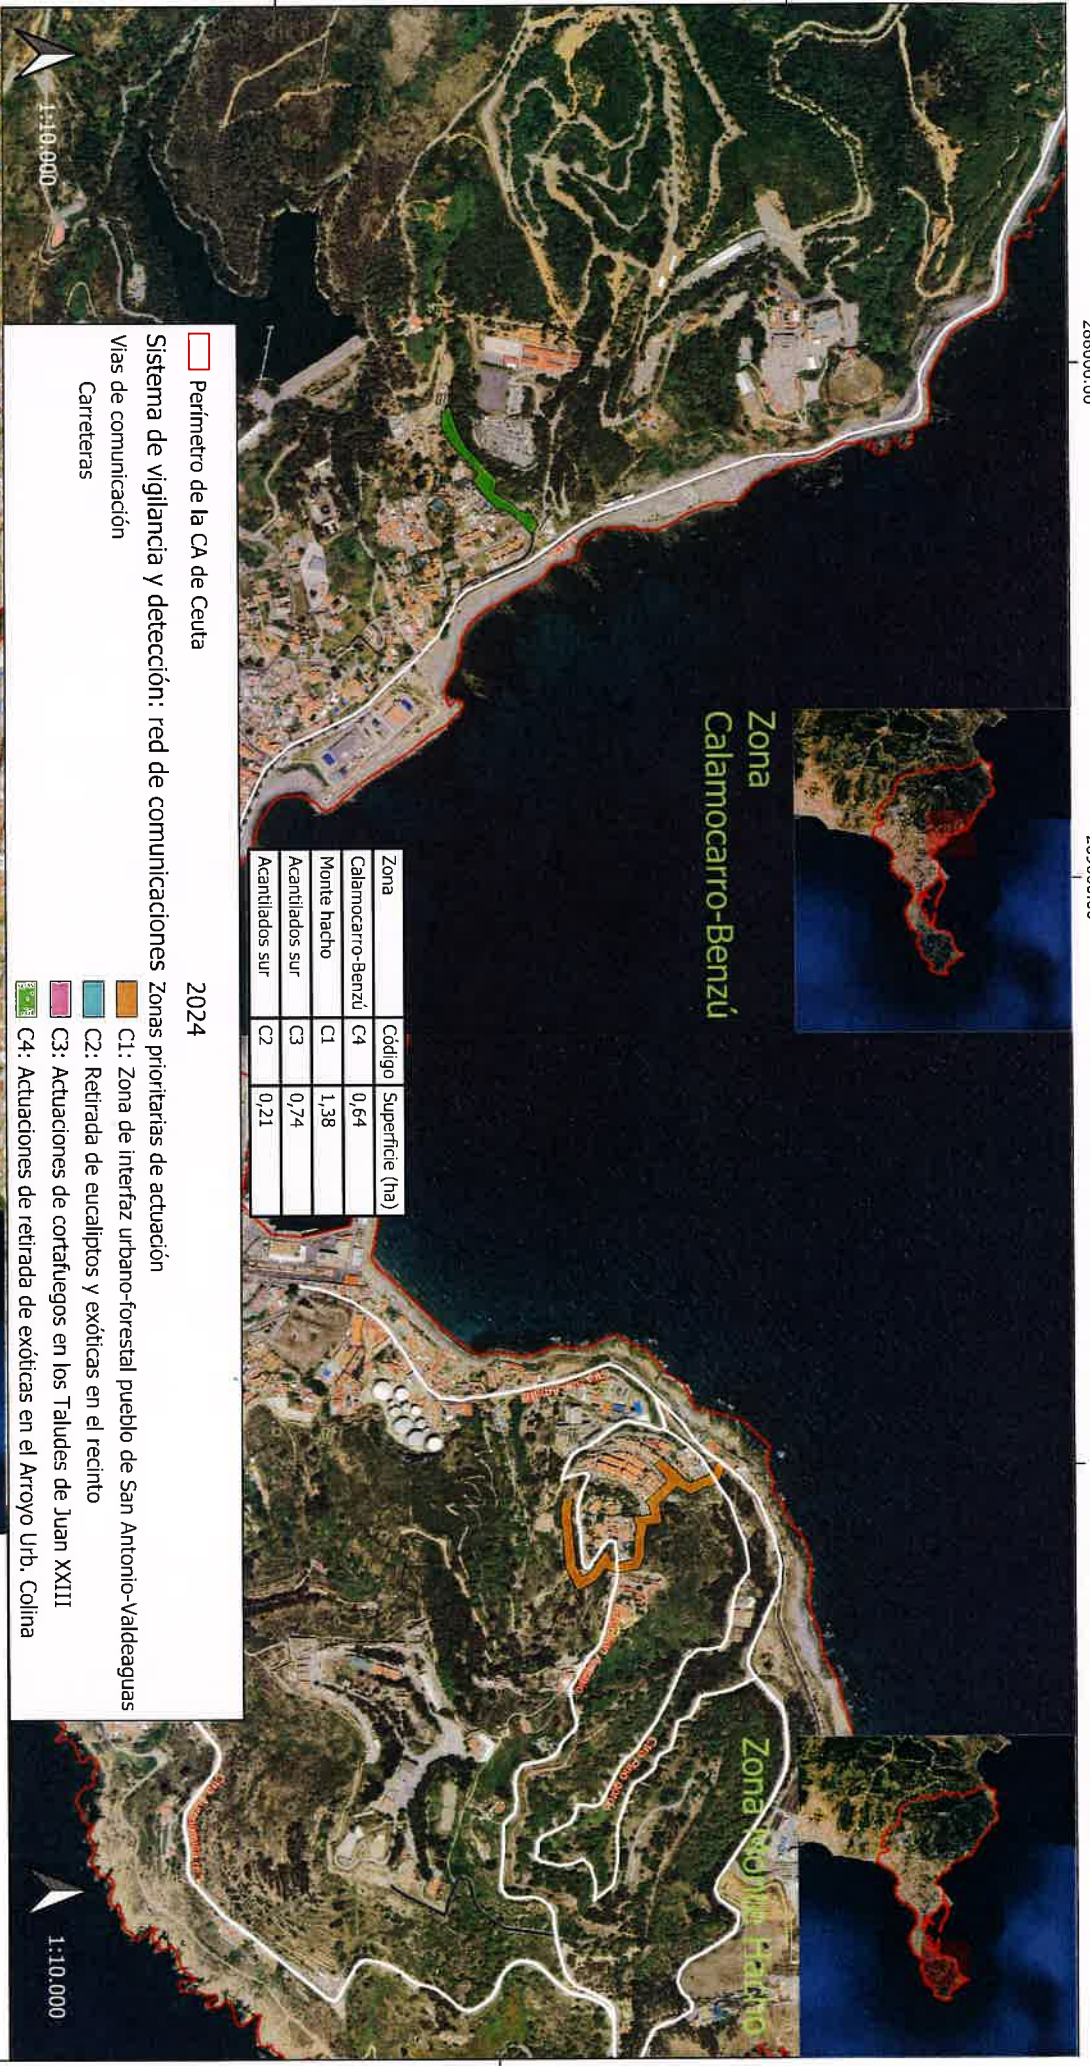 Zona
Calamocarro-Benzú
Zona Monte Hacho
1:10.000
1:10.000
Zona Código Superficie (ha)
Calamocarro-Benzú C4 0,64
Monte hacho C1 1,38
Acantilados sur C3 0,74
Acantilados sur C2 0,21
Perímetro de la CA de Ceuta
Sistema de vigilancia y detección: red de comunicaciones
Vias de comunicación
Carreteras
2024
Zonas prioritarias de actuación
C1: Zona de interfaz urbano-forestal pueblo de San Antonio-Valdeaguas
C2: Retirada de eucaliptos y exóticas en el recinto
C3: Actuaciones de cortafuegos en los Taludes de Juan XXIII
C4: Actuaciones de retirada de exóticas en el Arroyo Urb. Colina